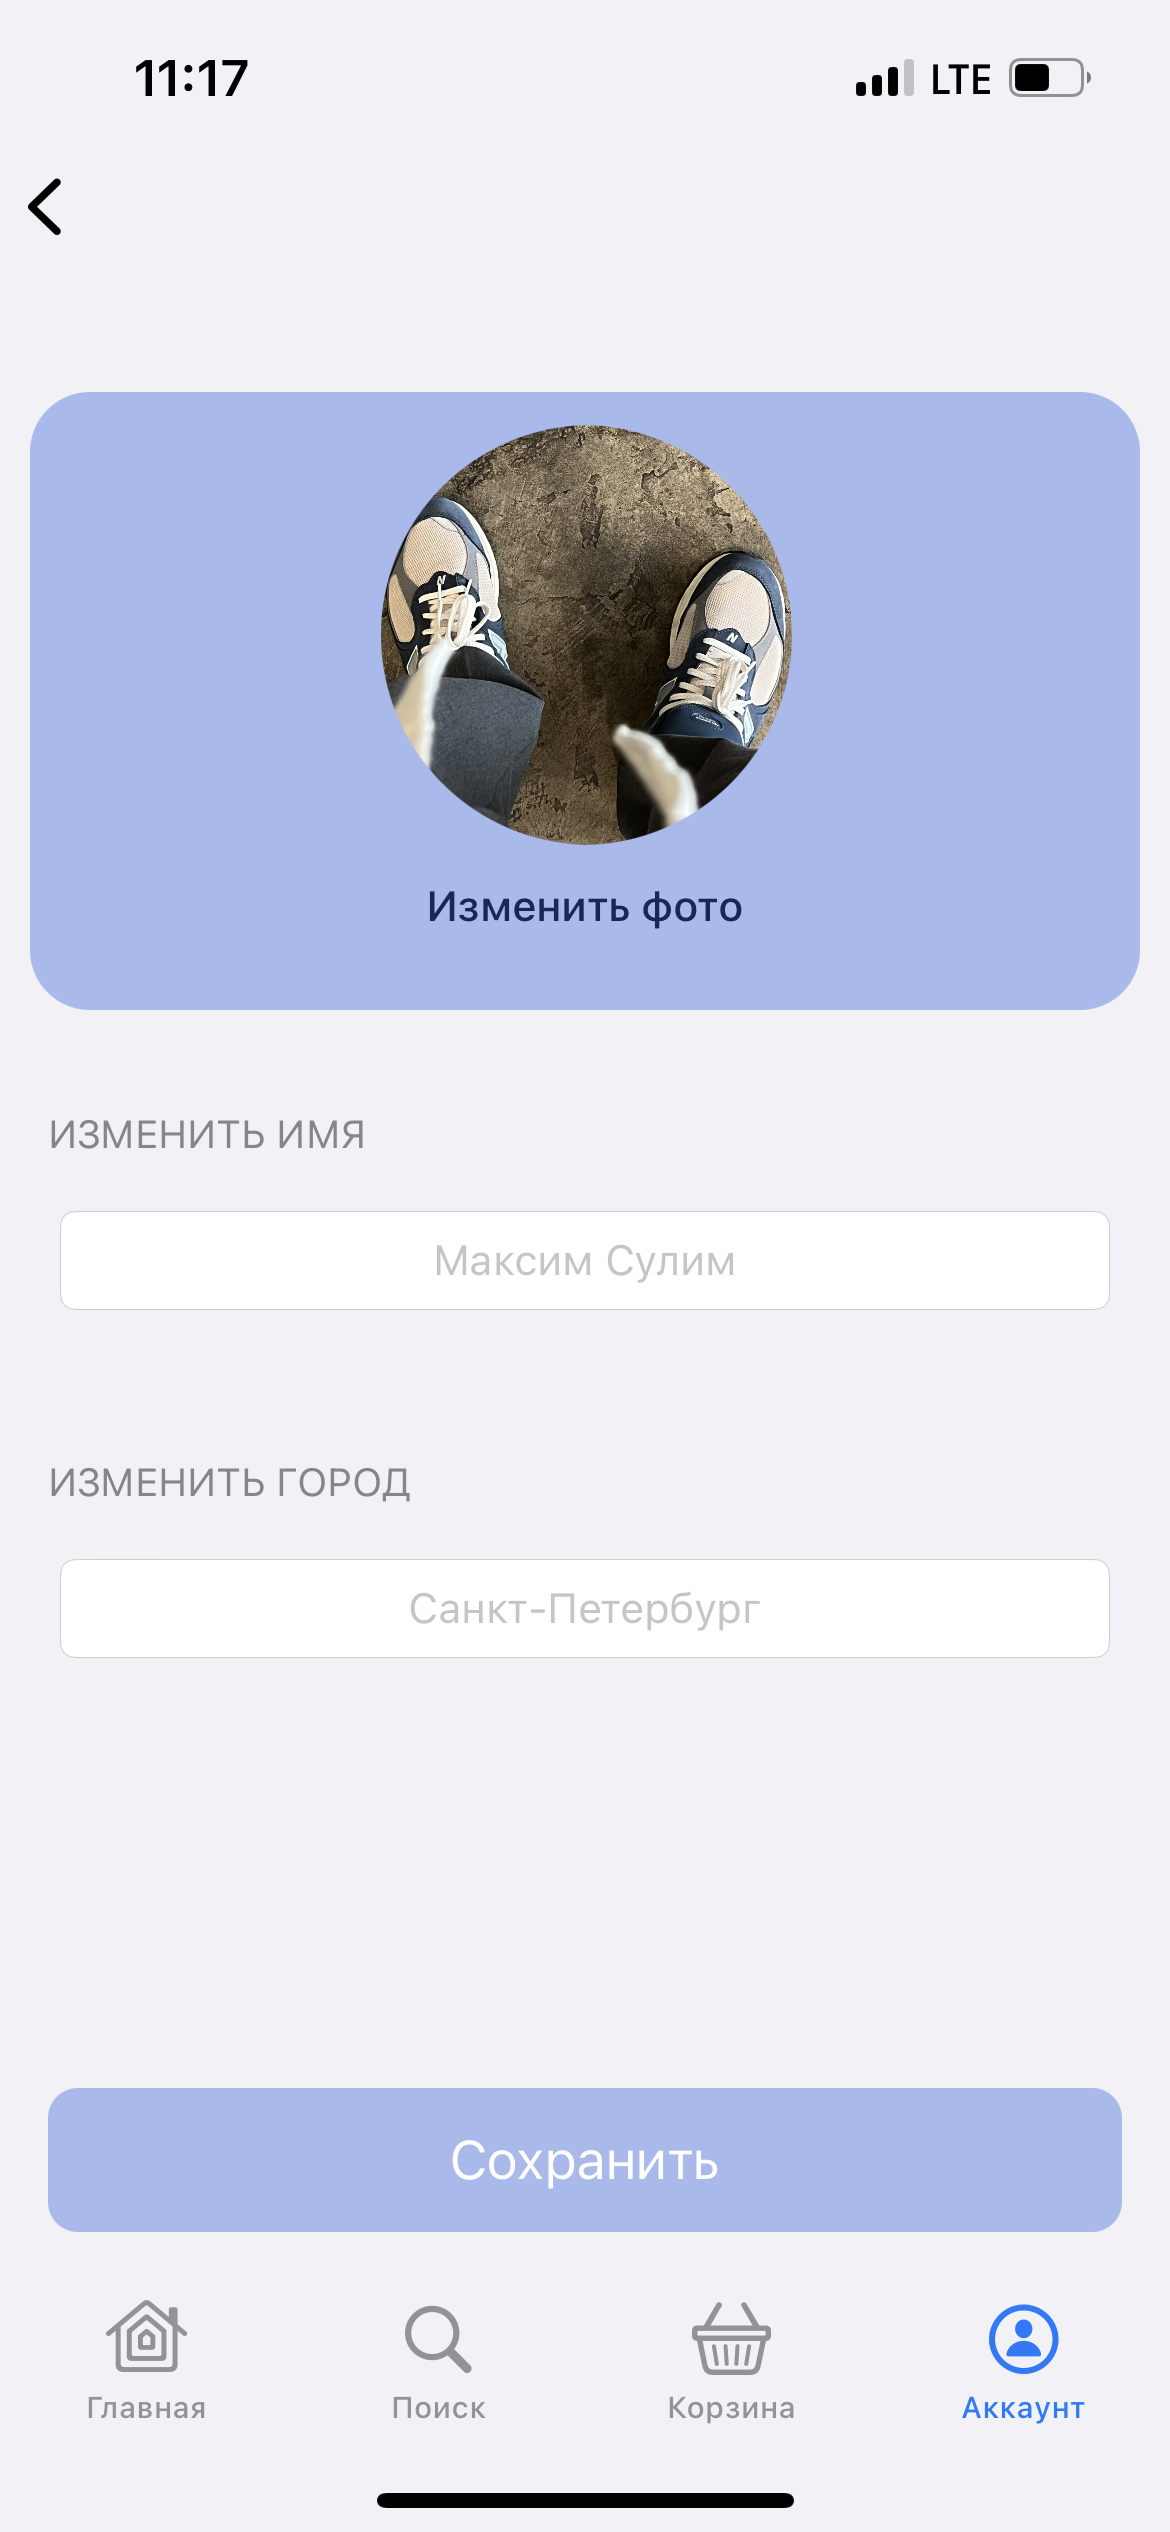 11:17
LTE
Изменить фото
ИЗМЕНИТЬ ИМЯ
Максим Сулим
ИЗМЕНИТЬ ГОРОД
Санкт-Петербург
Сохранить
Главная
Поиск
Корзина
Аккаунт